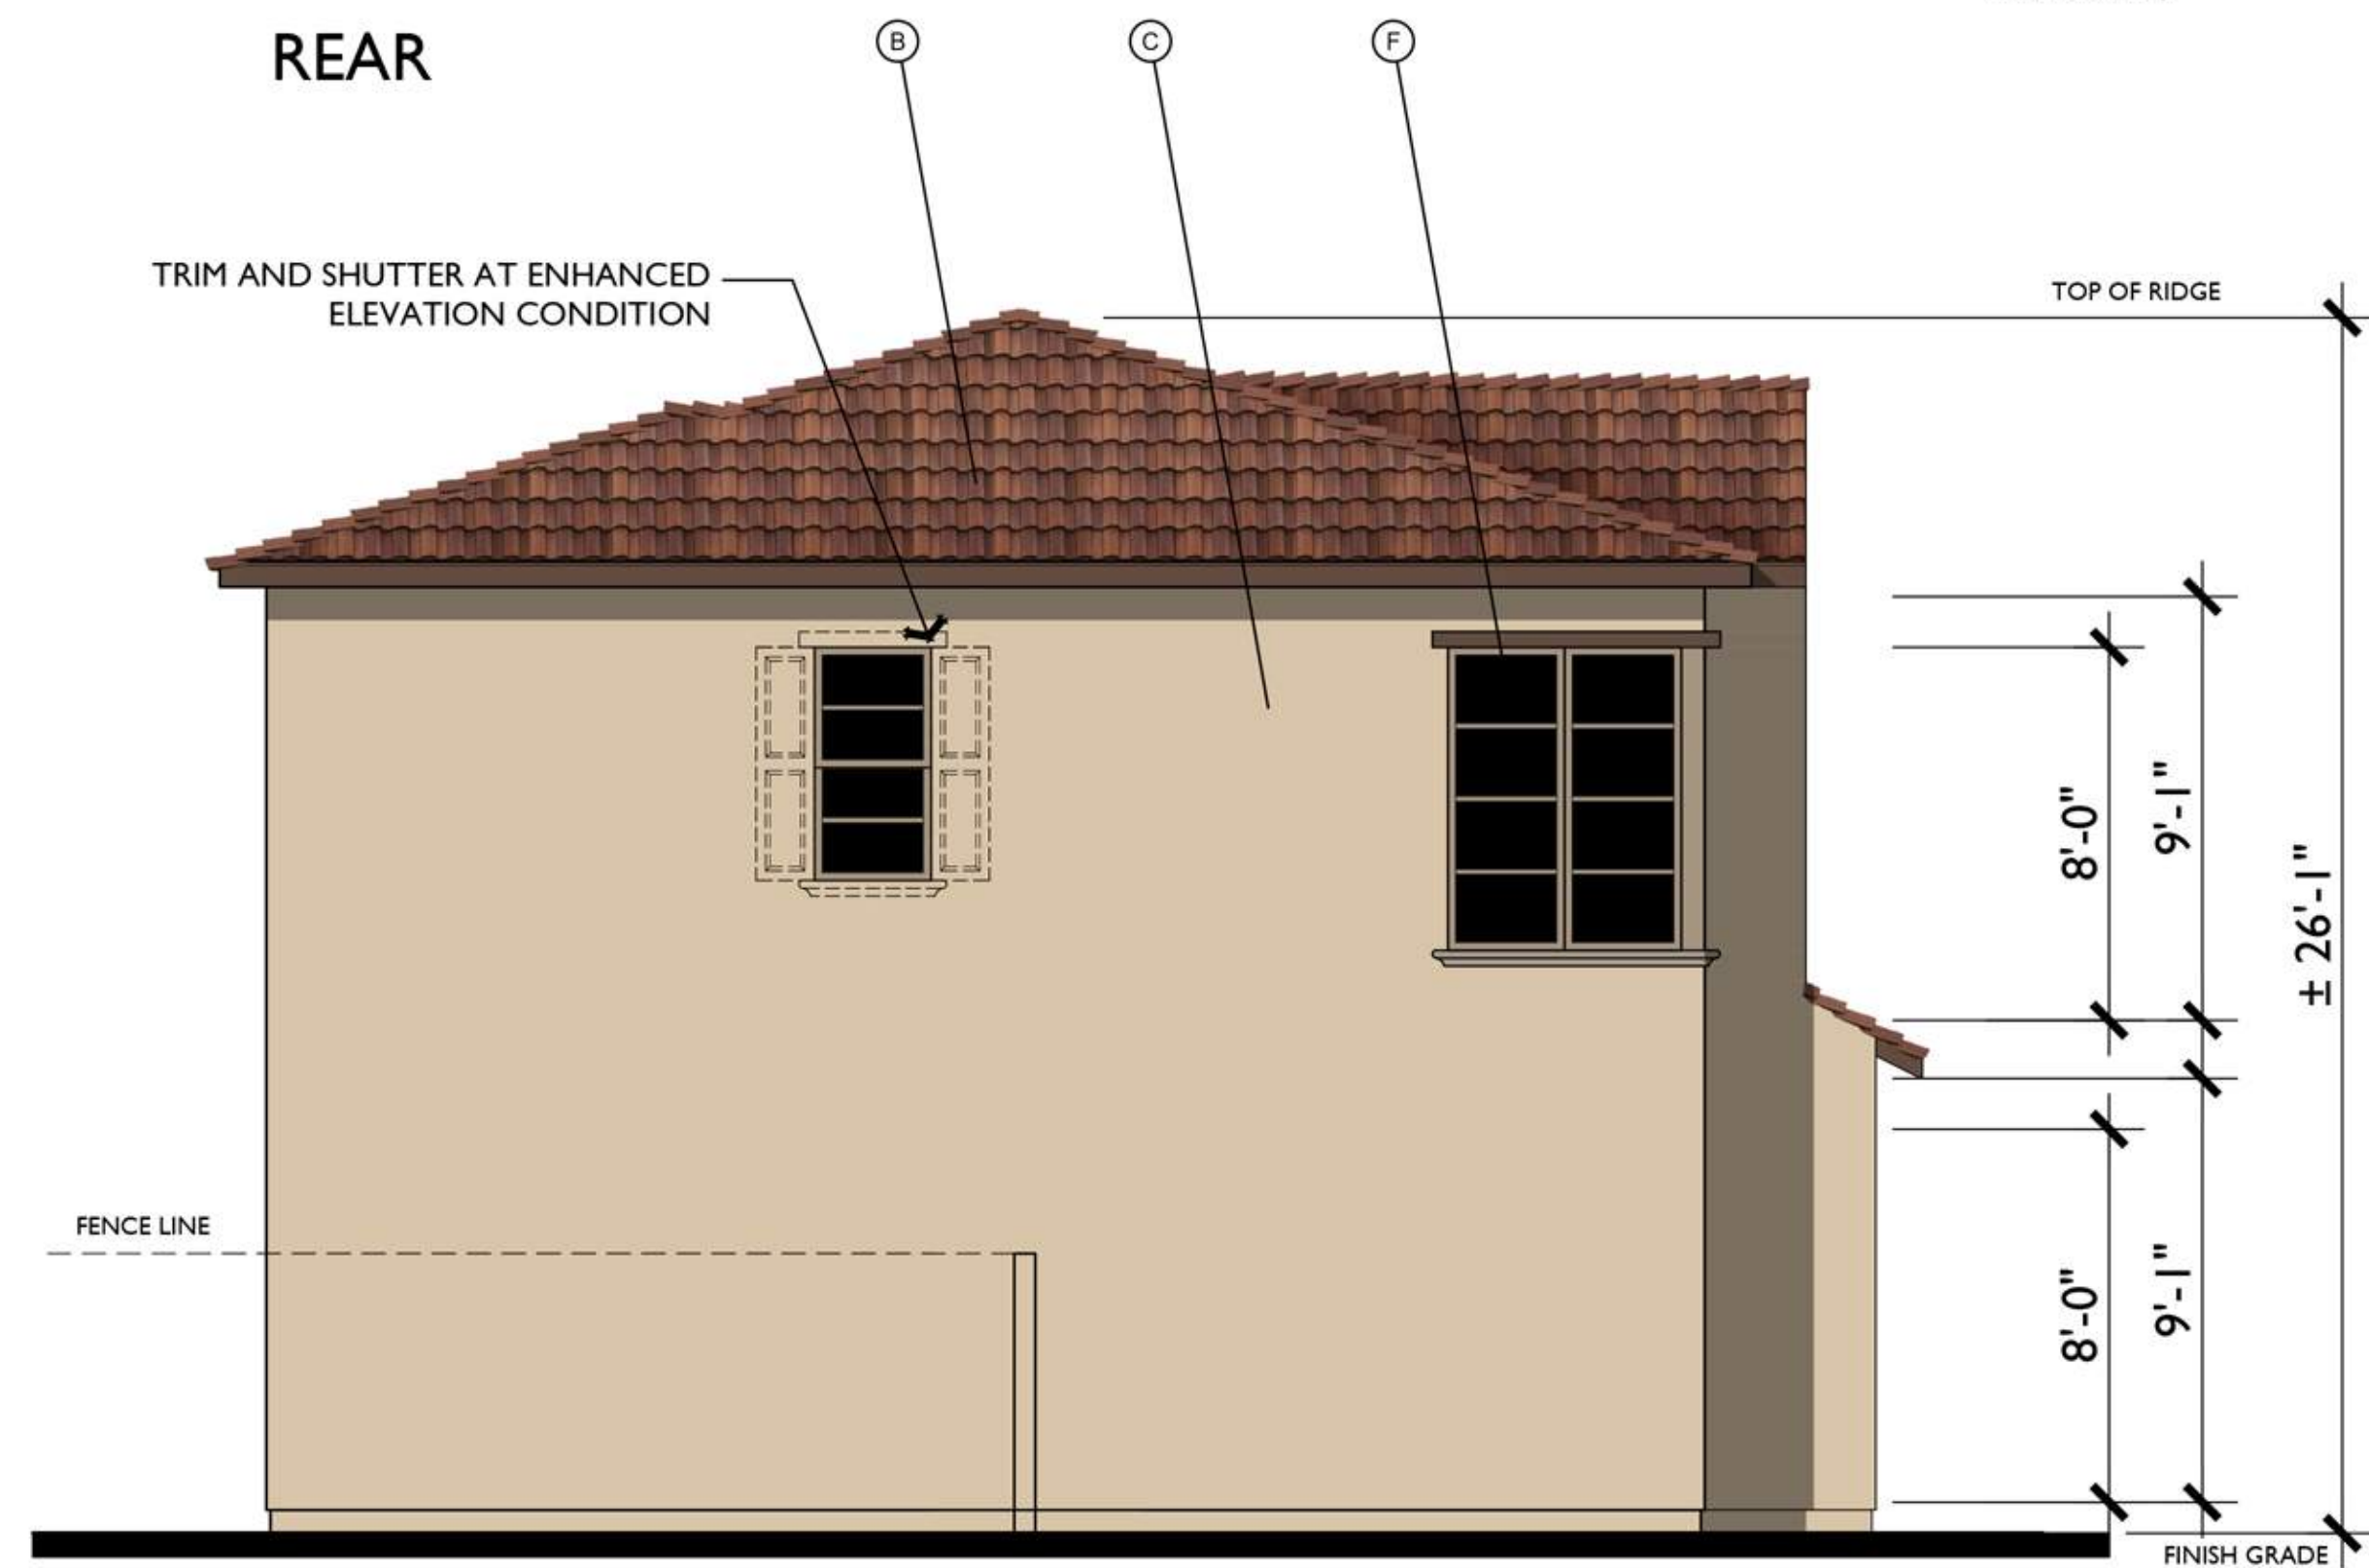 REAR
B
C
F
TRIM AND SHUTTER AT ENHANCED
ELEVATION CONDITION
TOP OF RIDGE
8'-0"
9'-1"
± 26'-1"
FENCE LINE
8'-0"
9'-1"
FINISH GRADE